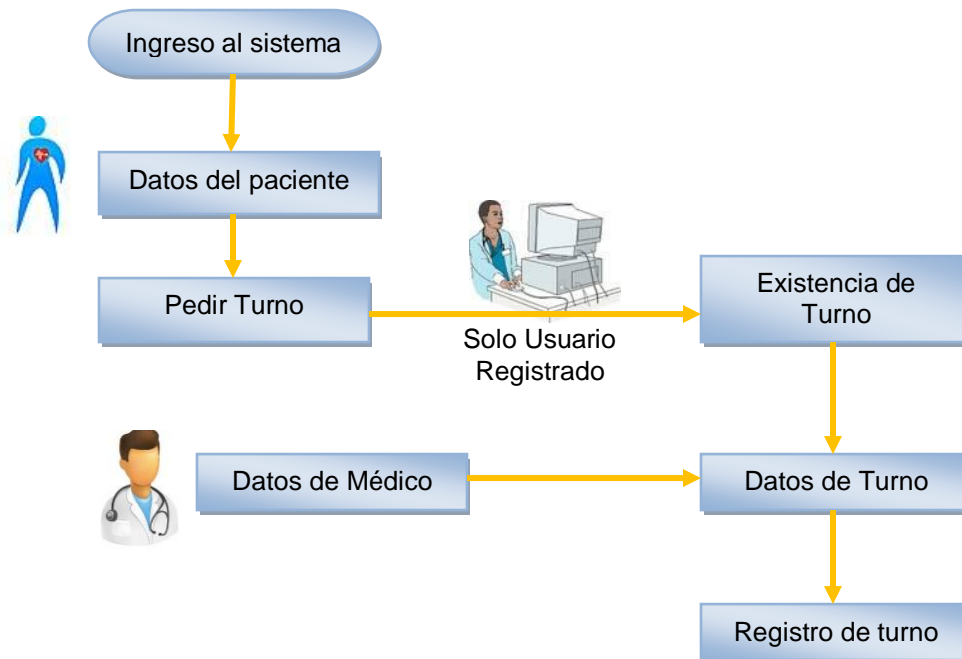 Ingreso al sistema
Datos del paciente
Pedir Turno
Solo Usuario
Registrado
Existencia de
Turno
Datos de Médico
Datos de Turno
Registro de turno